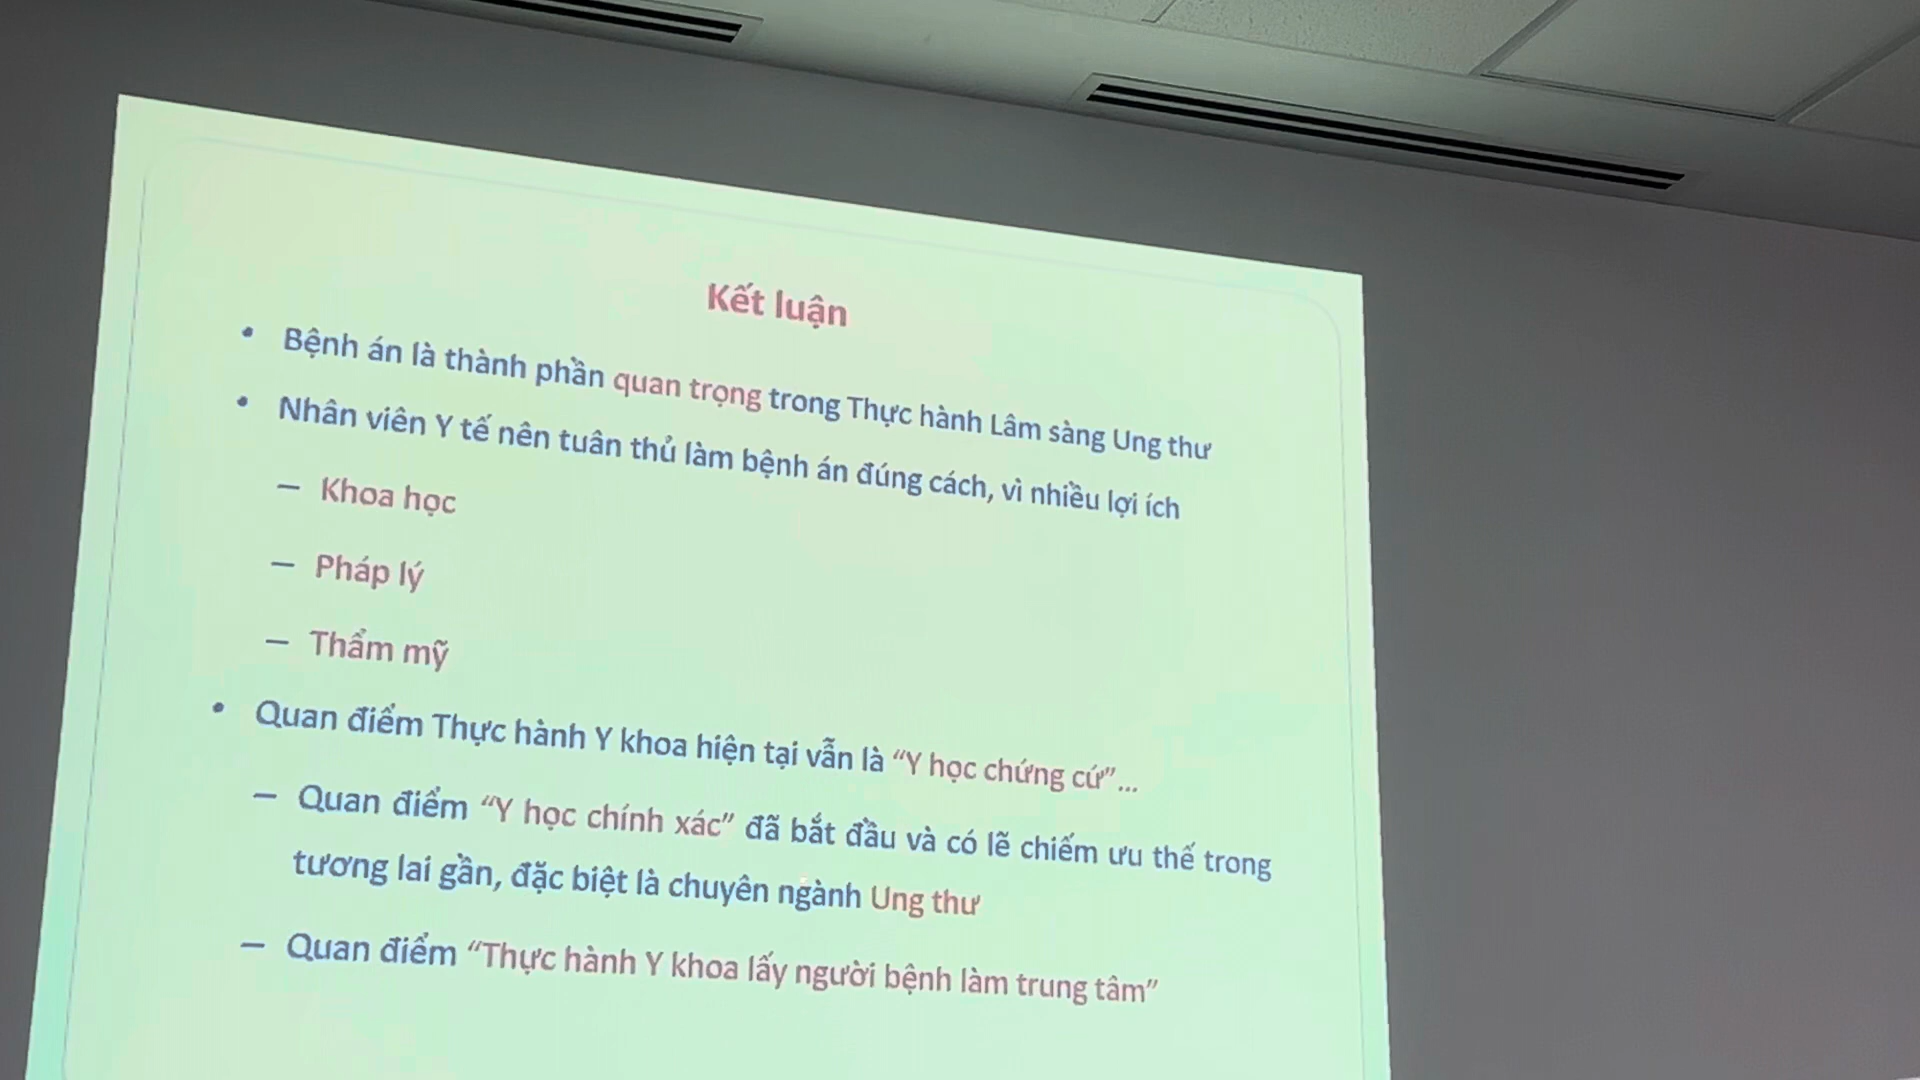 Kết luận
• Bệnh án là thành phần quan trọng trong Thực hành Lâm sàng Ung thư
• Nhân viên Y tế nên tuân thủ làm bệnh án đúng cách, vì nhiều lợi ích
– Khoa học
– Pháp lý
– Thẩm mỹ
• Quan điểm Thực hành Y khoa hiện tại vẫn là “Y học chứng cứ”...
– Quan điểm “Y học chính xác” đã bắt đầu và có lẽ chiếm ưu thế trong
tương lai gần, đặc biệt là chuyên ngành Ung thư
– Quan điểm “Thực hành Y khoa lấy người bệnh làm trung tâm”